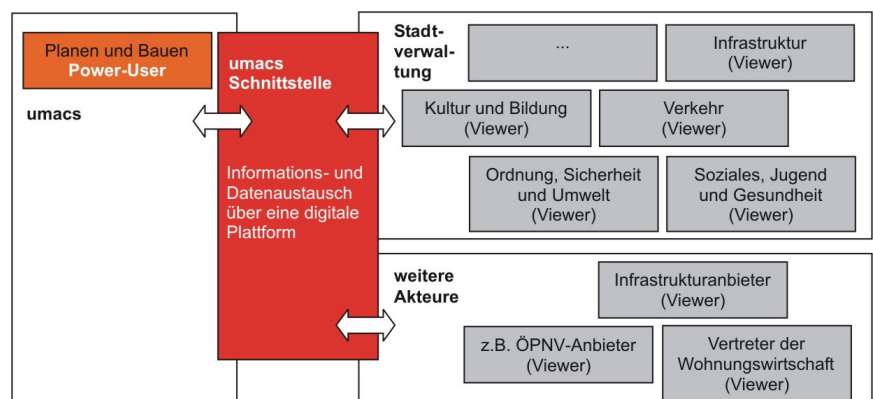 Planen und Bauen
Power-User
umacs
umacs
Schnittstelle
Informations- und
Datenaustausch
über eine digitale
Plattform
Stadt-
verwal-
tung
...
Infrastruktur
(Viewer)
Kultur und Bildung
(Viewer)
Verkehr
(Viewer)
Ordnung, Sicherheit
und Umwelt
(Viewer)
Soziales, Jugend
und Gesundheit
(Viewer)
weitere
Akteure
Infrastrukturanbieter
(Viewer)
z.B. ÖPNV-Anbieter
(Viewer)
Vertreter der
Wohnungswirtschaft
(Viewer)